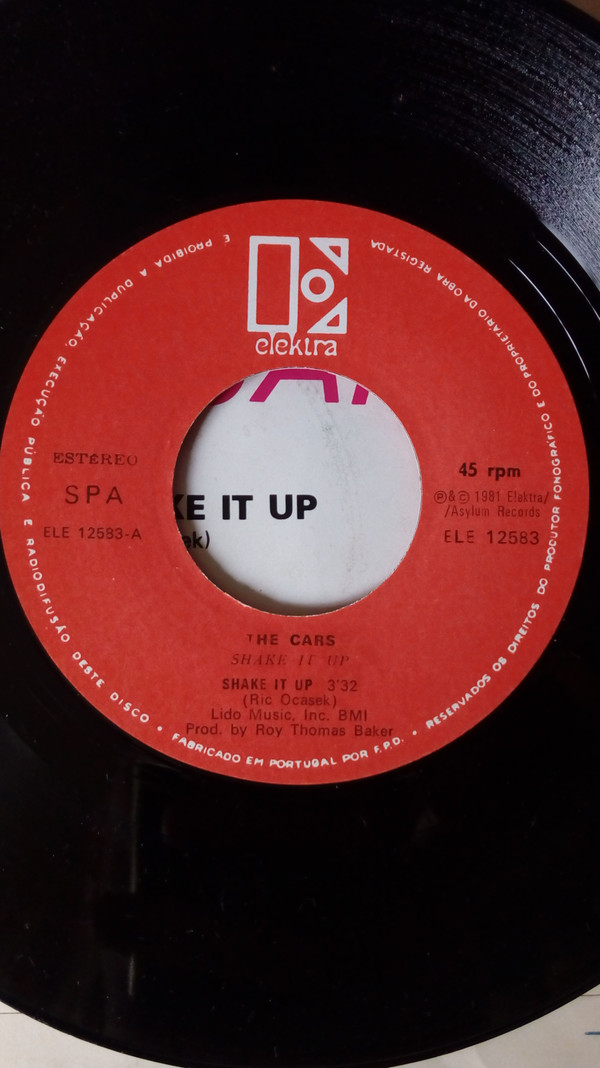 elektra
ESTÉREO
SPA
ELE 12583-A
45 rpm
℗&© 1981 Elektra/
/Asylum Records
ELE 12583
KE IT UP
ek)
THE CARS
SHAKE IT UP
SHAKE IT UP 3'32
(Ric Ocasek)
Lido Music, Inc. BMI
Prod. by Roy Thomas Baker
FABRICADO EM PORTUGAL POR F.P.D. • RESERVADOS OS DIREITOS DO PRODUTOR FONOGRÁFICO E DO PROPRIETÁRIO DA OBRA REGISTADA
É PROIBIDA A DUPLICAÇÃO, EXECUÇÃO PÚBLICA E RADIODIFUSÃO DESTE DISCO •